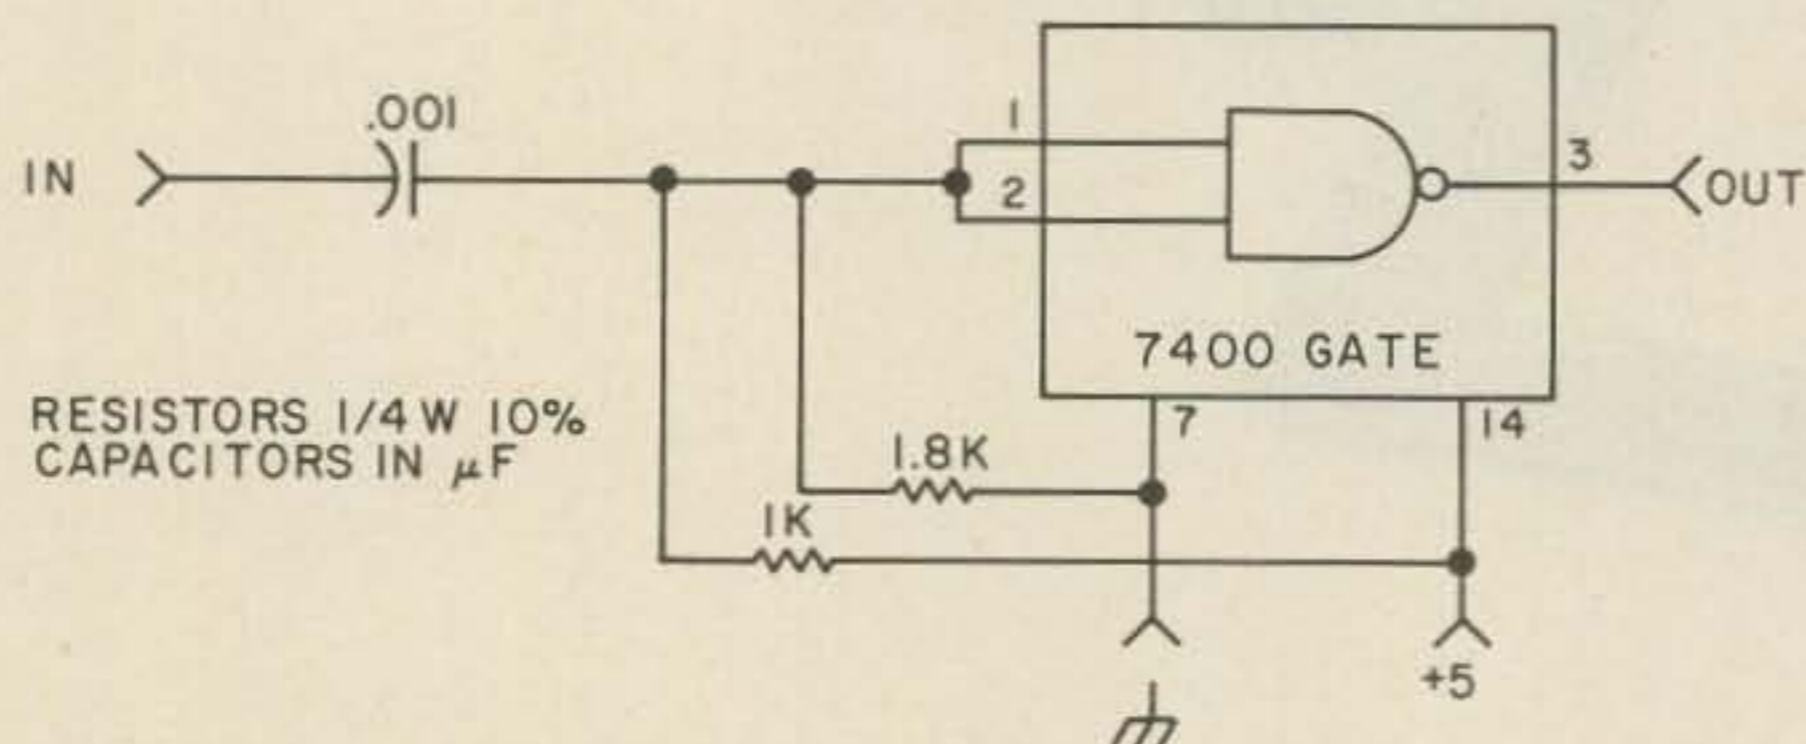 .001
1
IN
2
3
OUT
7400 GATE
RESISTORS 1/4 W 10%
CAPACITORS IN µF
7
14
1.8K
1K
+5